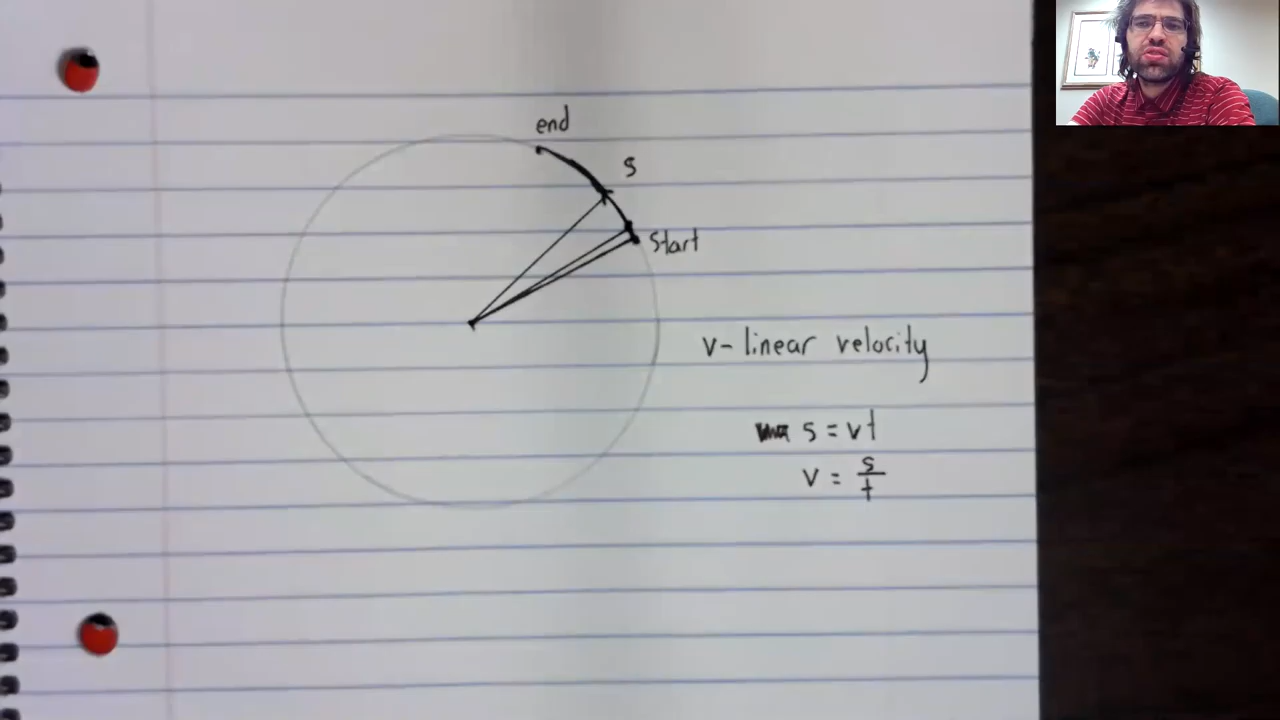 end
s
Start
v - linear velocity
s = vt
v = s/t